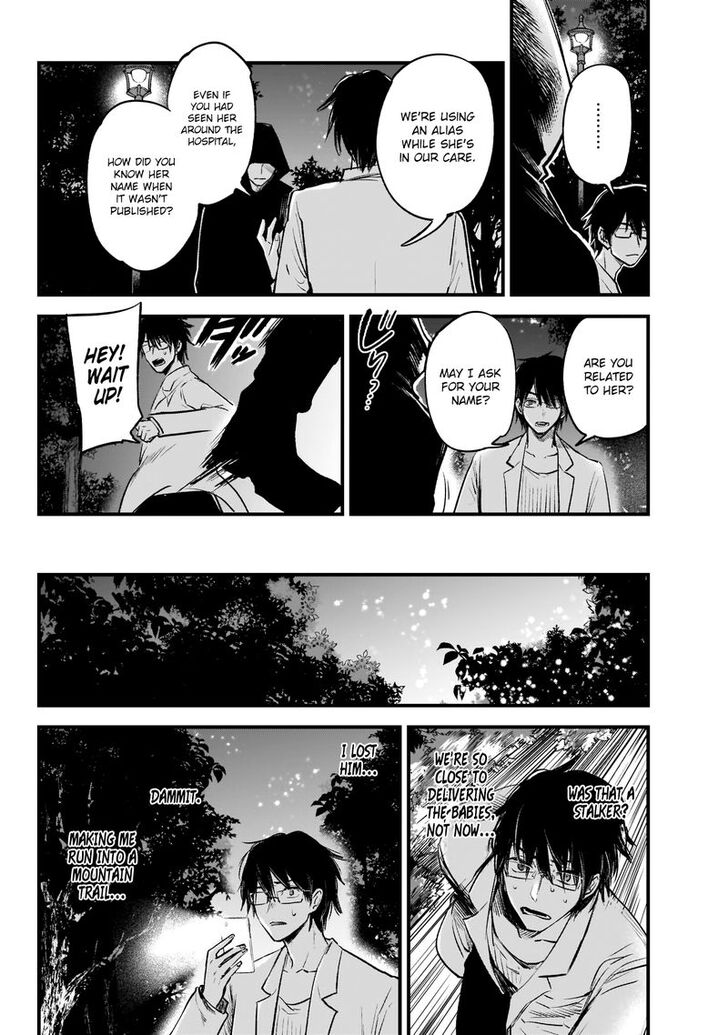 .........
WE'RE USING
AN ALIAS
WHILE SHE'S
IN OUR CARE.
EVEN IF
YOU HAD
SEEN HER
AROUND THE
HOSPITAL,
HOW DID YOU
KNOW HER
NAME WHEN
IT WASN'T
PUBLISHED?
ARE YOU
RELATED
TO HER?
MAY I ASK
FOR YOUR
NAME?
ダッ
HEY!
WAIT
UP!
WAS THAT A
STALKER?
WE'RE SO
CLOSE TO
DELIVERING
THE BABIES,
NOT NOW...
I LOST
HIM...
DAMMIT.
MAKING ME
RUN INTO A
MOUNTAIN
TRAIL...